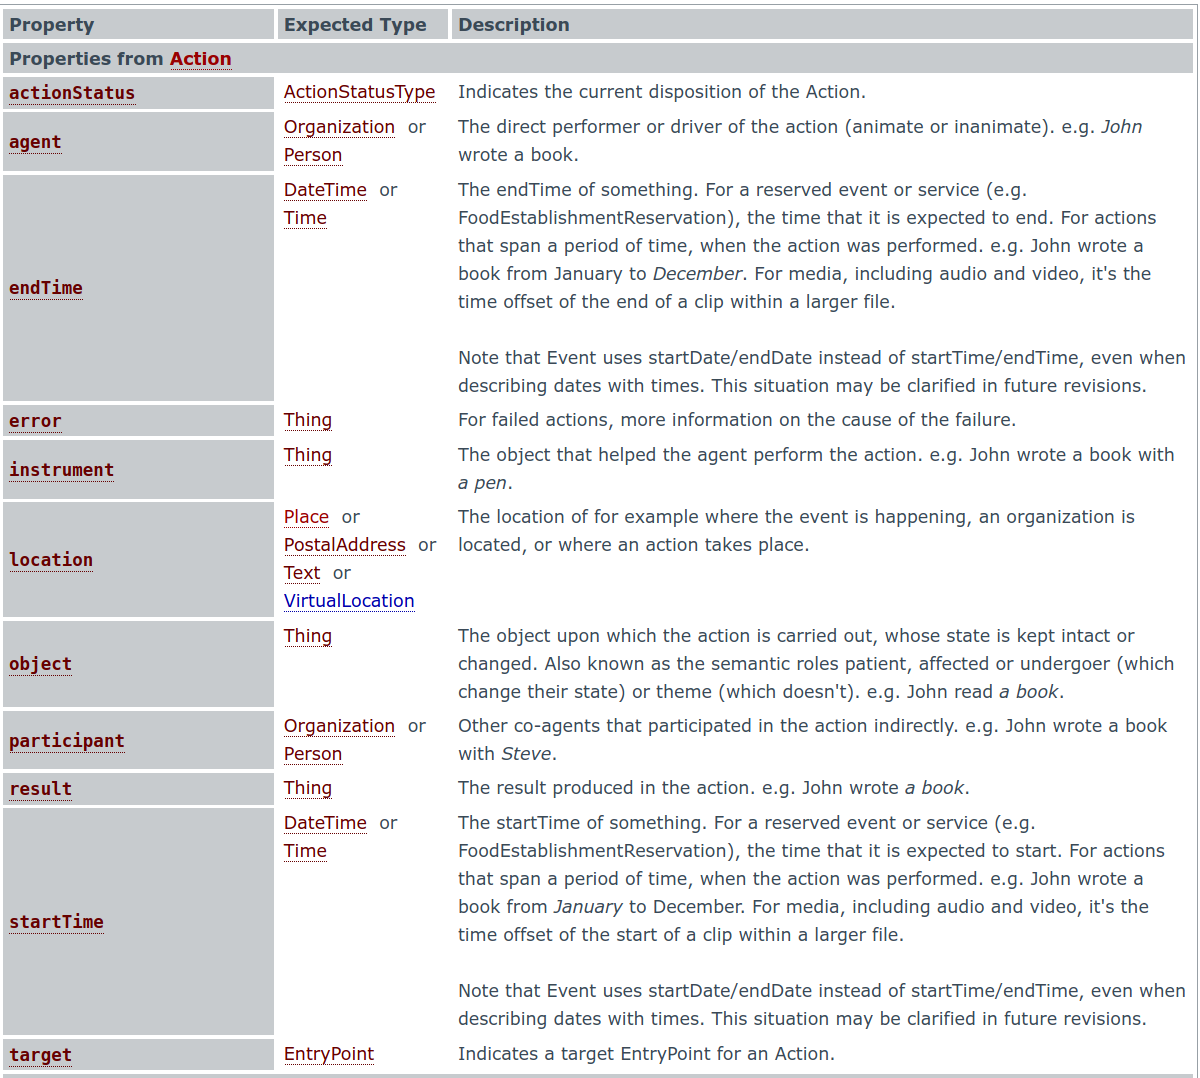 Property Expected Type Description
Properties from Action
actionStatus ActionStatusType Indicates the current disposition of the Action.
agent Organization or Person The direct performer or driver of the action (animate or inanimate). e.g. John
wrote a book.
endTime DateTime or Time The endTime of something. For a reserved event or service (e.g.
FoodEstablishmentReservation), the time that it is expected to end. For actions
that span a period of time, when the action was performed. e.g. John wrote a
book from January to December. For media, including audio and video, it's the
time offset of the end of a clip within a larger file.
Note that Event uses startDate/endDate instead of startTime/endTime, even when
describing dates with times. This situation may be clarified in future revisions.
error Thing For failed actions, more information on the cause of the failure.
instrument Thing The object that helped the agent perform the action. e.g. John wrote a book with
a pen.
location Place or PostalAddress or Text or VirtualLocation The location of for example where the event is happening, an organization is
located, or where an action takes place.
object Thing The object upon which the action is carried out, whose state is kept intact or
changed. Also known as the semantic roles patient, affected or undergoer (which
change their state) or theme (which doesn't). e.g. John read a book.
participant Organization or Person Other co-agents that participated in the action indirectly. e.g. John wrote a book
with Steve.
result Thing The result produced in the action. e.g. John wrote a book.
startTime DateTime or Time The startTime of something. For a reserved event or service (e.g.
FoodEstablishmentReservation), the time that it is expected to start. For actions
that span a period of time, when the action was performed. e.g. John wrote a
book from January to December. For media, including audio and video, it's the
time offset of the start of a clip within a larger file.
Note that Event uses startDate/endDate instead of startTime/endTime, even when
describing dates with times. This situation may be clarified in future revisions.
target EntryPoint Indicates a target EntryPoint for an Action.